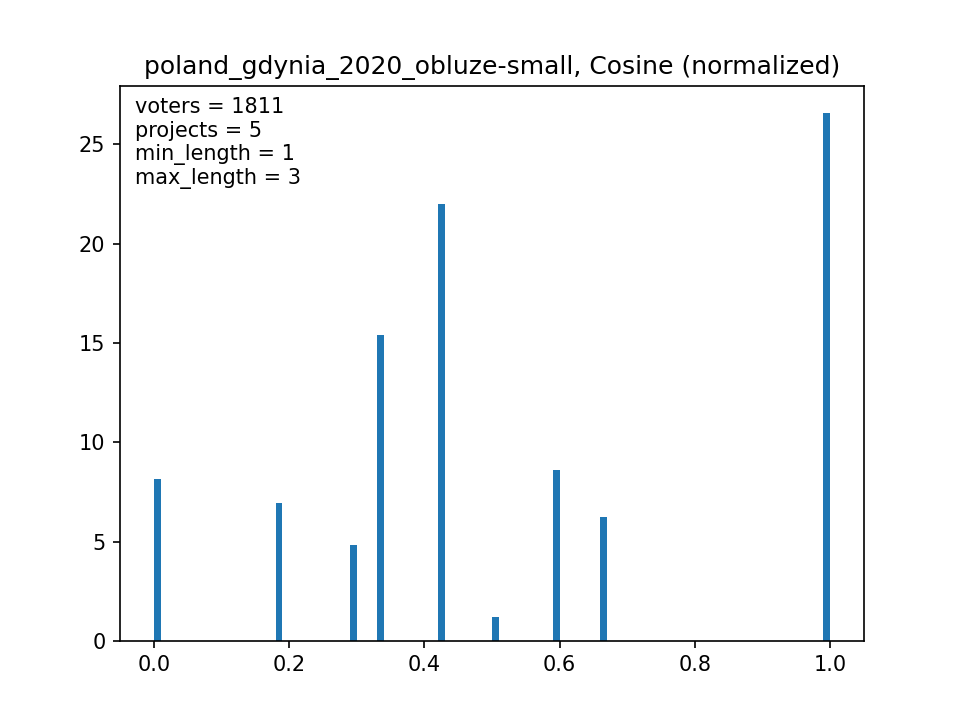 poland_gdynia_2020_obluze-small, Cosine (normalized)
voters = 1811
projects = 5
min_length = 1
max_length = 3
25
20
15
10
5
0
0.0 0.2 0.4 0.6 0.8 1.0